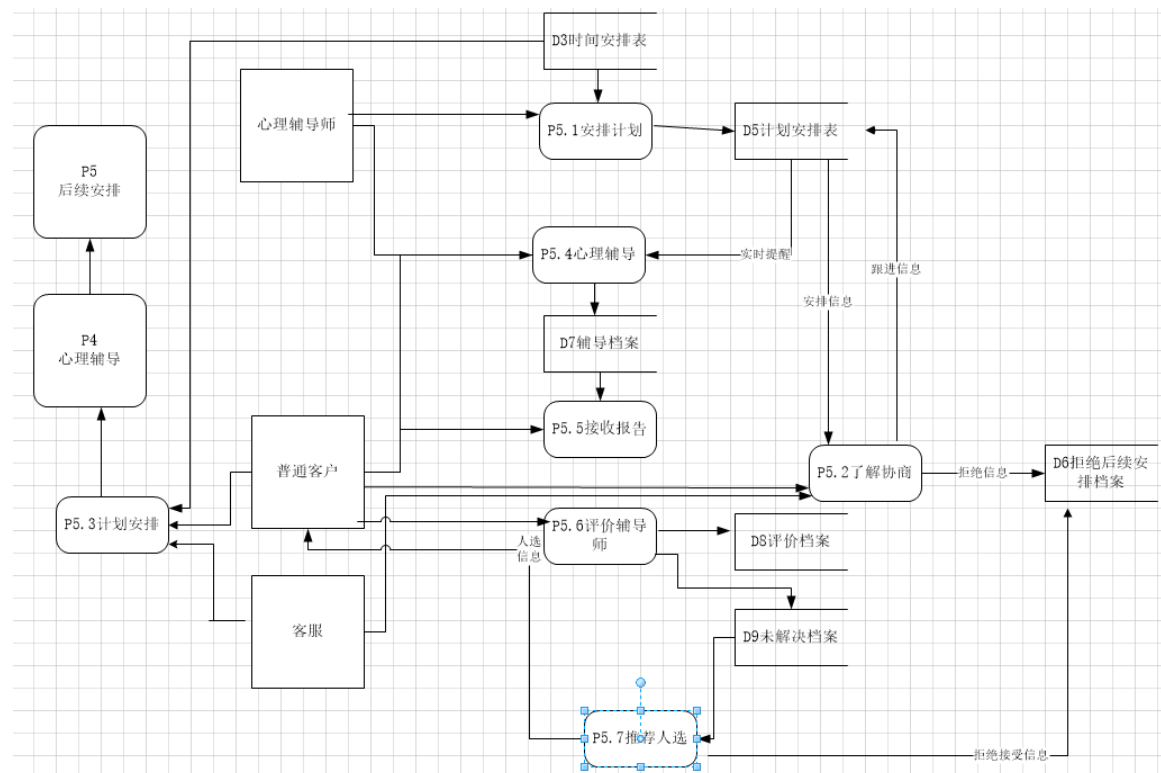 D3时间安排表
心理辅导师
P5.1安排计划
D5计划安排表
P5
后续安排
P5.4心理辅导
实时提醒
跟进信息
安排信息
P4
心理辅导
D7辅导档案
P5.5接收报告
普通客户
P5.2了解协商
拒绝信息
D6拒绝后续安
排档案
P5.3计划安排
P5.6评价辅导
师
人选
信息
D8评价档案
客服
D9未解决档案
P5.7推荐人选
拒绝接受信息